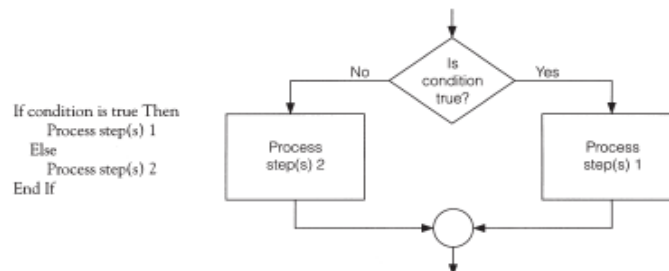 If condition is true Then
Process step(s) 1
Else
Process step(s) 2
End If
Is
condition
true?
No
Yes
Process
step(s) 2
Process
step(s) 1